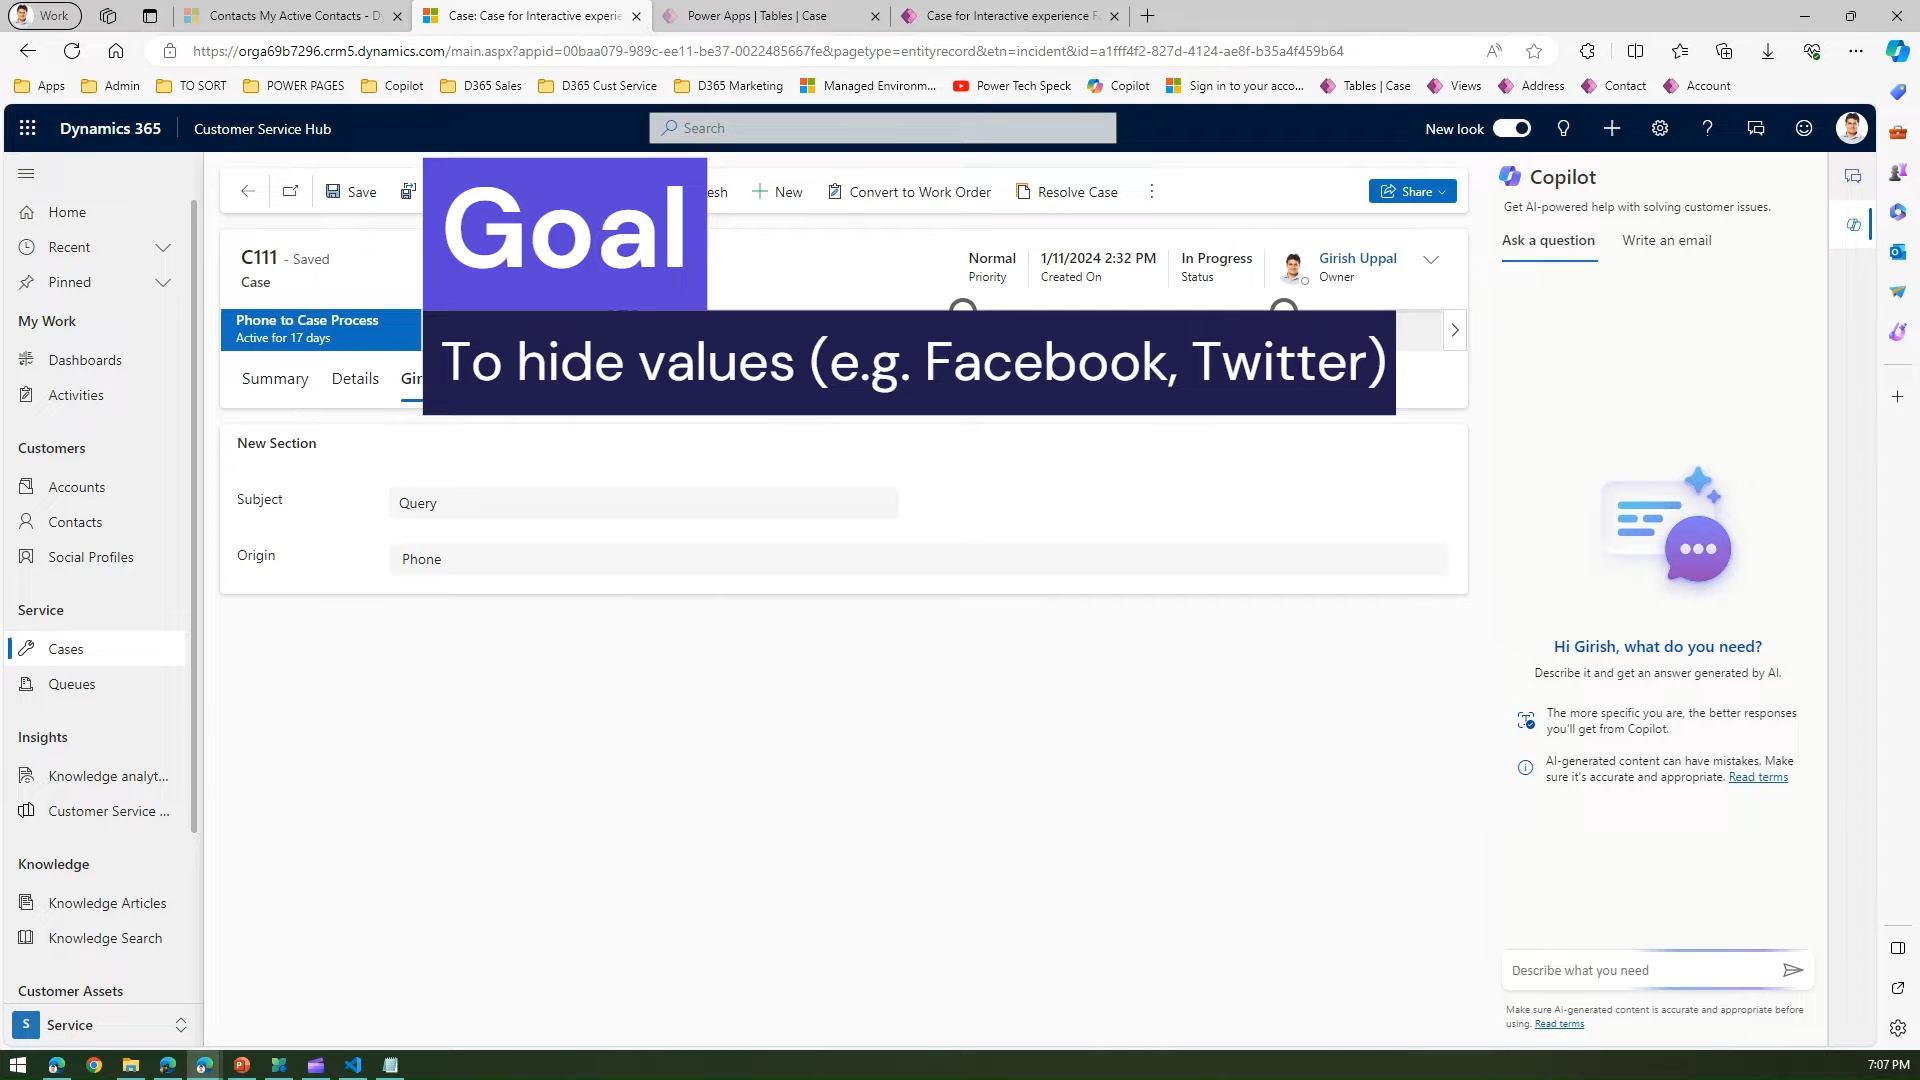 Work
Contacts My Active Contacts - D
Case: Case for Interactive experie
Power Apps | Tables | Case
Case for Interactive experience F
https://orga69b7296.crm5.dynamics.com/main.aspx?appid=00baa079-989c-ee11-be37-0022485667fe&pagetype=entityrecord&etn=incident&id=a1fff4f2-827d-4124-ae8f-b35a4f459b64
Apps
Admin
TO SORT
POWER PAGES
Copilot
D365 Sales
D365 Cust Service
D365 Marketing
Managed Environm...
Power Tech Speck
Copilot
Sign in to your acco...
Tables | Case
Views
Address
Contact
Account
Dynamics 365
Customer Service Hub
Search
New look
Home
Recent
Pinned
My Work
Dashboards
Activities
Customers
Accounts
Contacts
Social Profiles
Service
Cases
Queues
Insights
Knowledge analyt...
Customer Service ...
Knowledge
Knowledge Articles
Knowledge Search
Customer Assets
S
Service
Save
esh
New
Convert to Work Order
Resolve Case
Share
Goal
To hide values (e.g. Facebook, Twitter)
C111 - Saved
Case
Normal
Priority
1/11/2024 2:32 PM
Created On
In Progress
Status
Girish Uppal
Owner
Phone to Case Process
Active for 17 days
Summary
Details
Gir
New Section
Subject
Query
Origin
Phone
Copilot
Get AI-powered help with solving customer issues.
Ask a question
Write an email
Hi Girish, what do you need?
Describe it and get an answer generated by AI.
The more specific you are, the better responses
you'll get from Copilot.
AI-generated content can have mistakes. Make
sure it's accurate and appropriate. Read terms
Describe what you need
Make sure AI-generated content is accurate and appropriate before
using. Read terms
7:07 PM